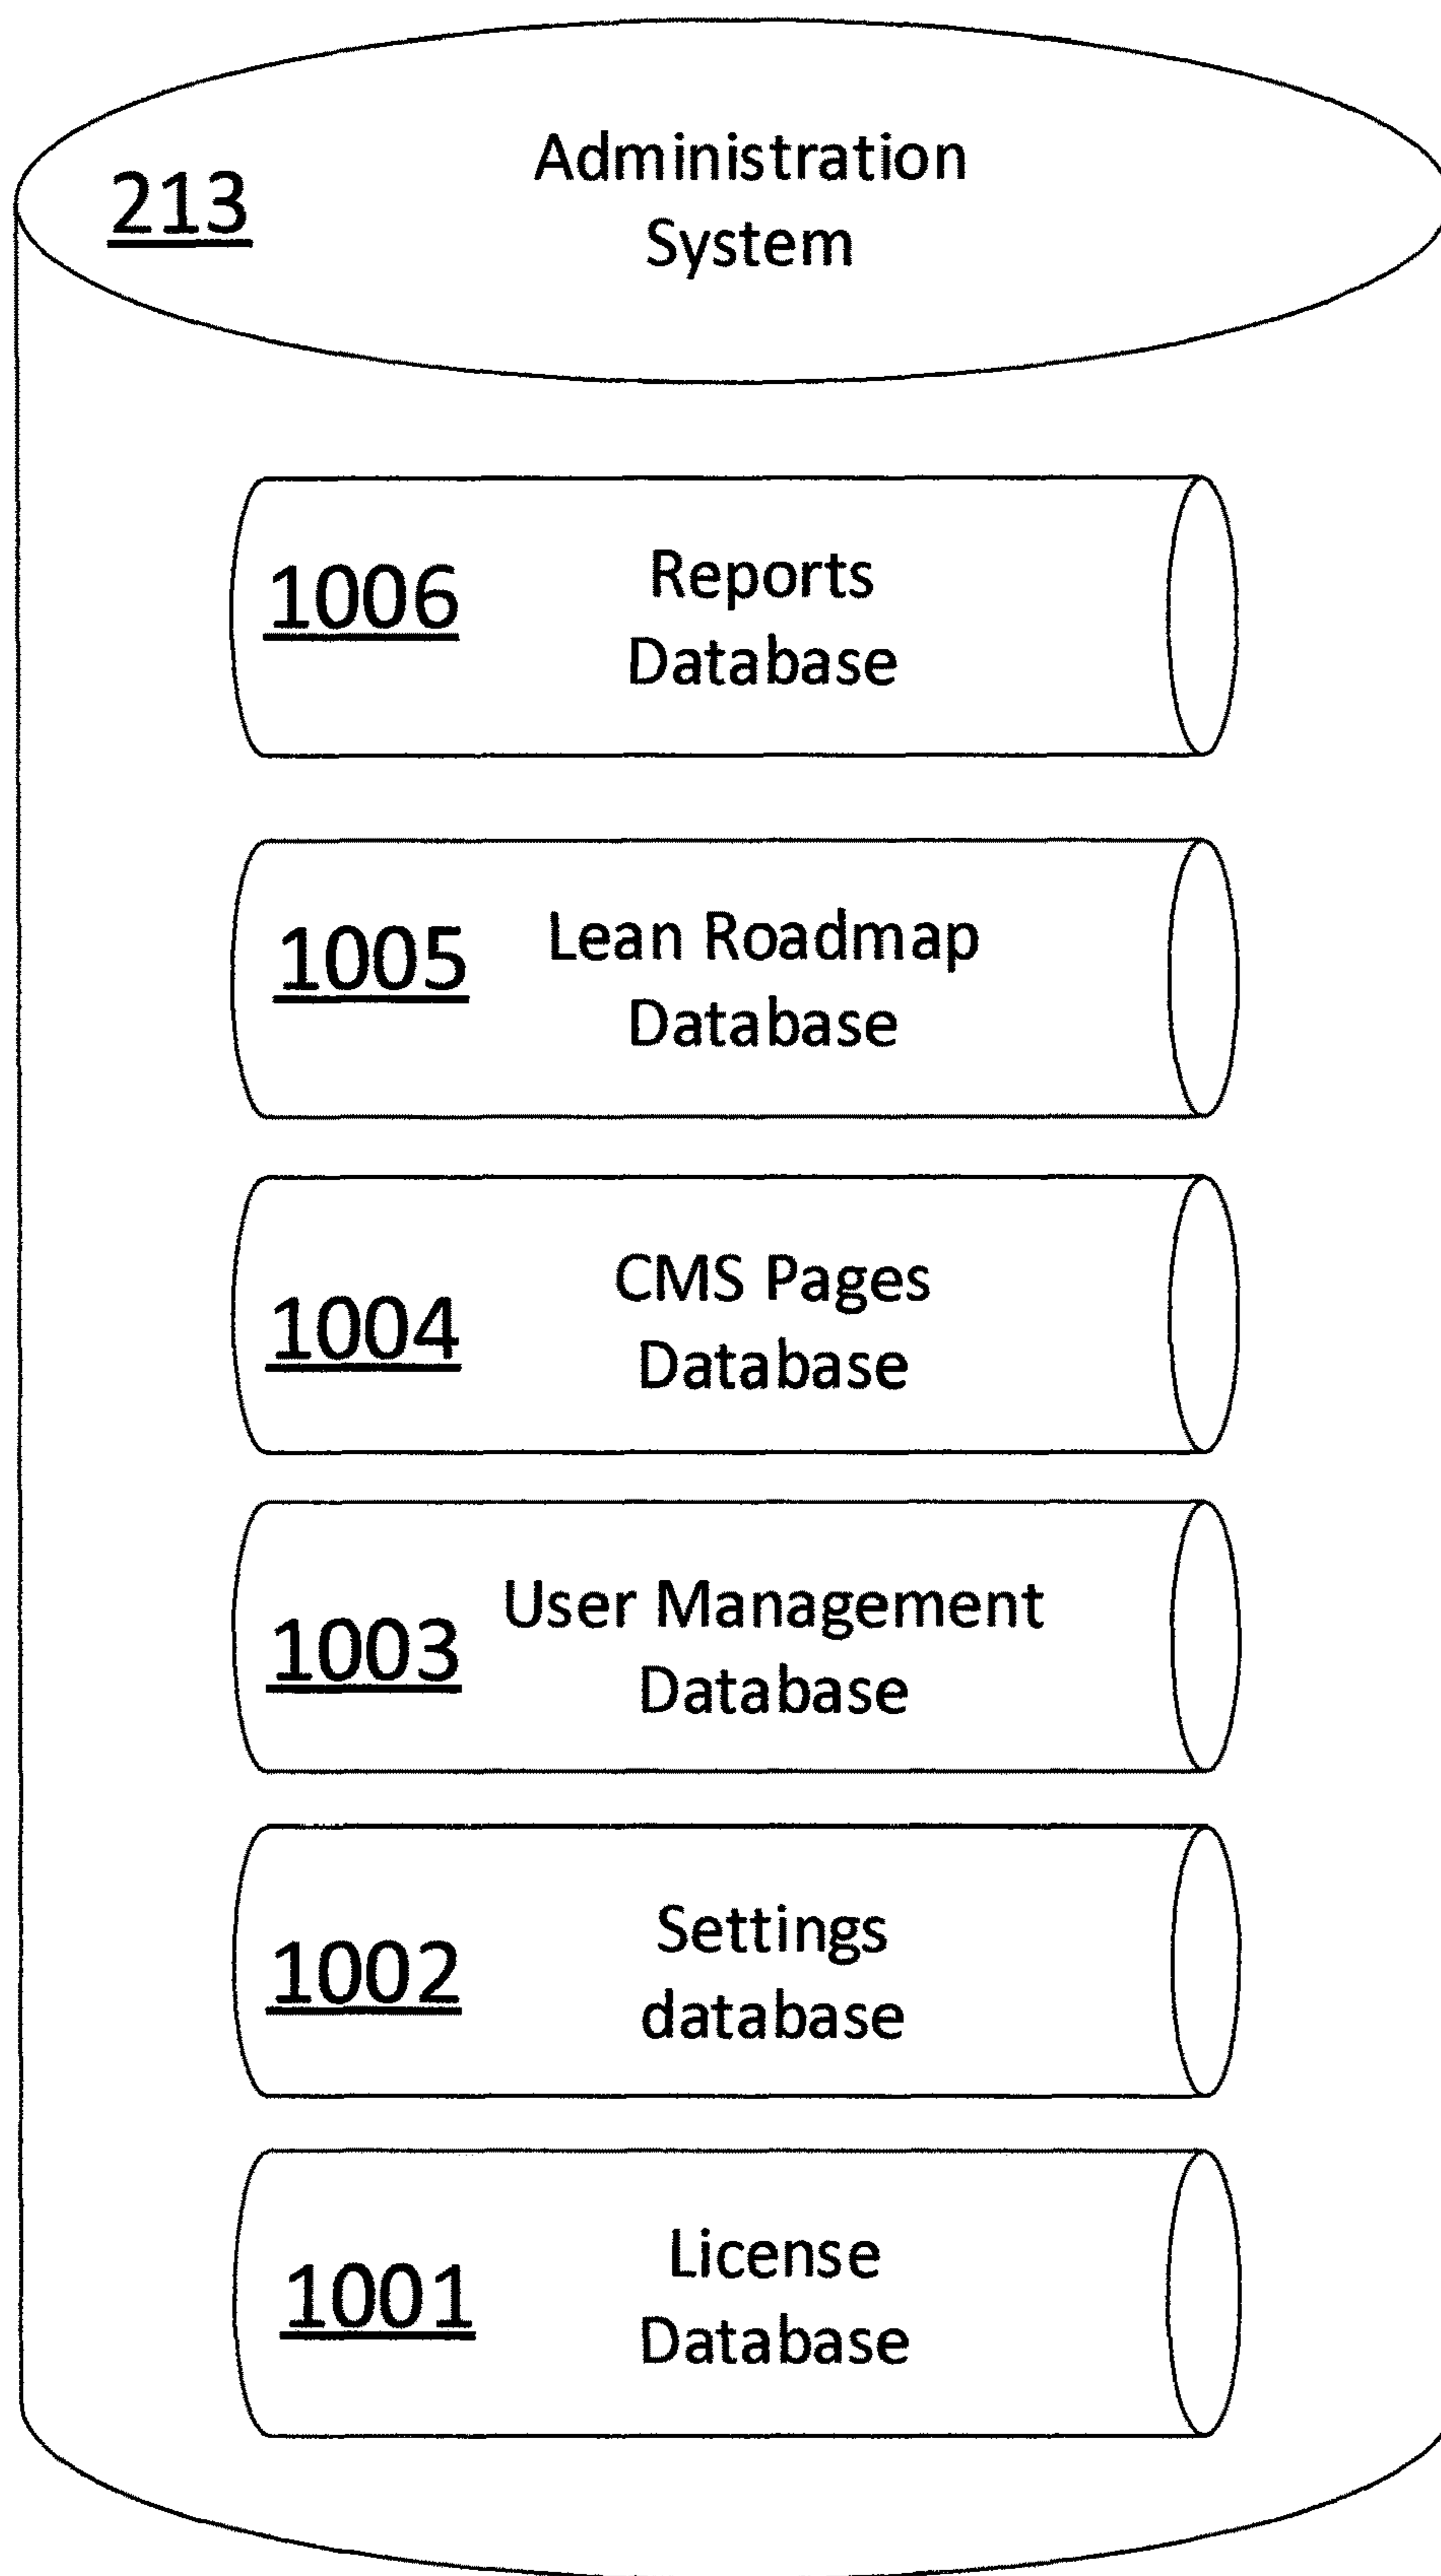 213
Administration
System
1006
Reports
Database
1005
Lean Roadmap
Database
1004
CMS Pages
Database
1003
User Management
Database
1002
Settings
database
1001
License
Database